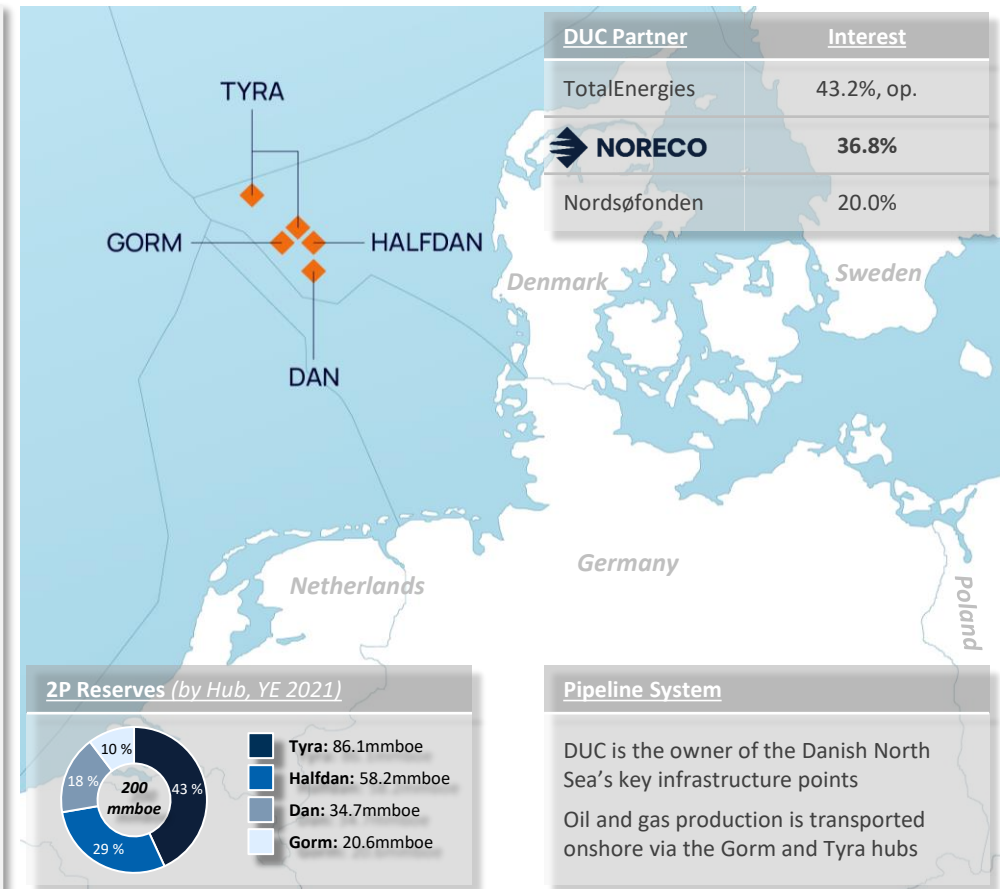 DUC Partner Interest
TotalEnergies 43.2%, op.
NORECO 36.8%
Nordsøfonden 20.0%
TYRA
GORM
HALFDAN
DAN
Denmark
Sweden
Netherlands
Germany
Poland
2P Reserves (by Hub, YE 2021)
10 %
18 %
43 %
29 %
200
mmboe
Tyra: 86.1mmboe
Halfdan: 58.2mmboe
Dan: 34.7mmboe
Gorm: 20.6mmboe
Pipeline System
DUC is the owner of the Danish North
Sea’s key infrastructure points
Oil and gas production is transported
onshore via the Gorm and Tyra hubs